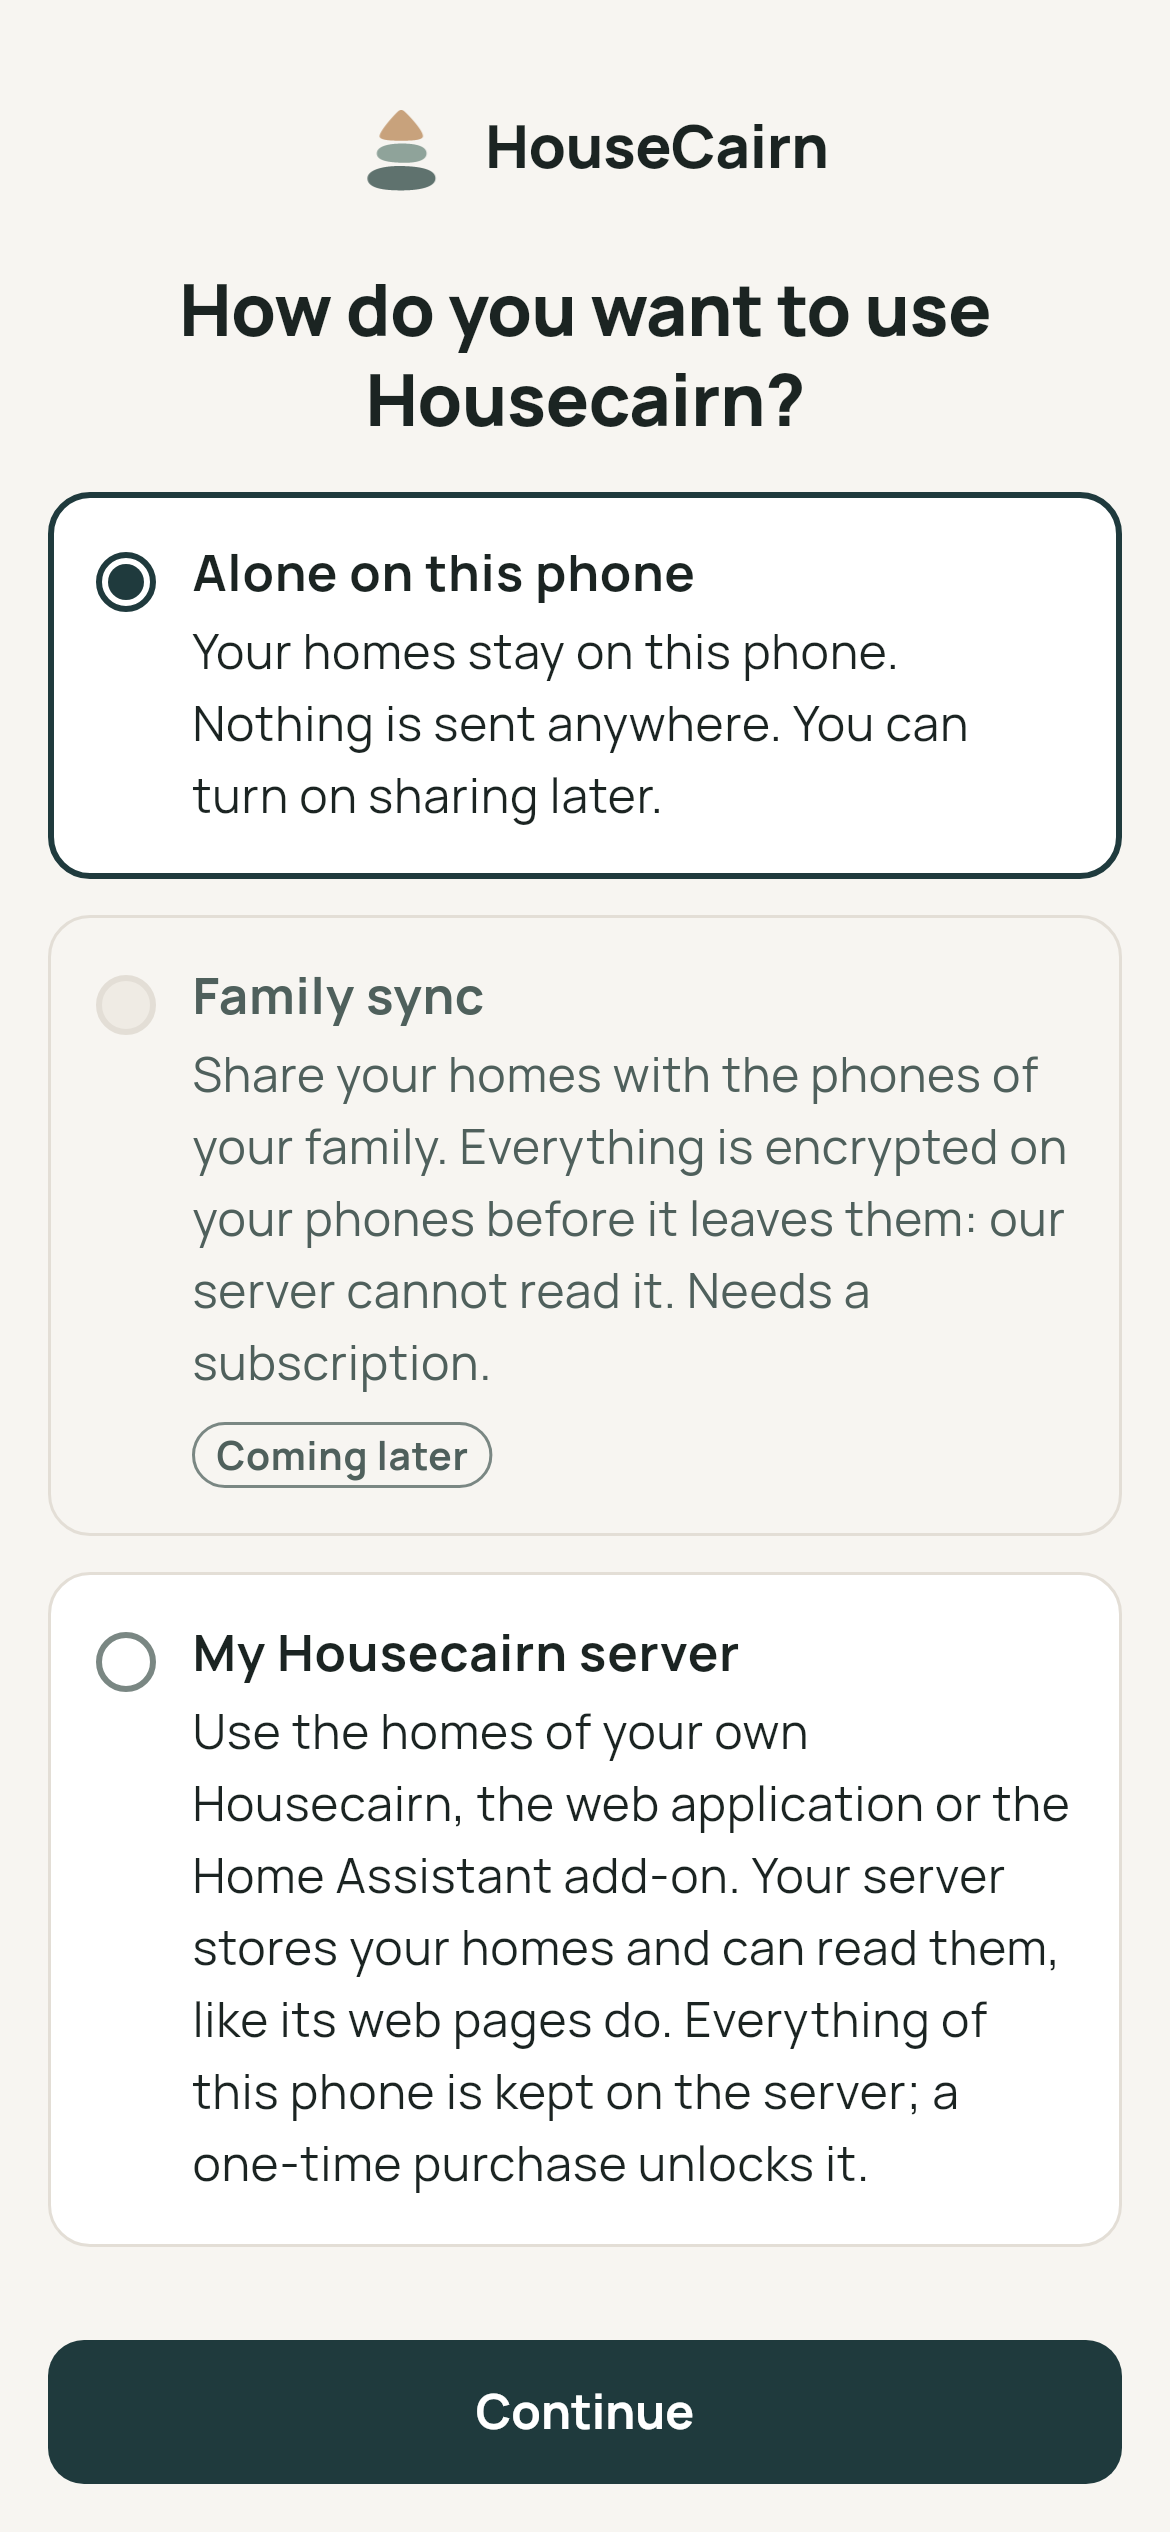 HouseCairn
How do you want to use
Housecairn?
Alone on this phone
Your homes stay on this phone.
Nothing is sent anywhere. You can
turn on sharing later.
Family sync
Share your homes with the phones of
your family. Everything is encrypted on
your phones before it leaves them: our
server cannot read it. Needs a
subscription.
Coming later
My Housecairn server
Use the homes of your own
Housecairn, the web application or the
Home Assistant add-on. Your server
stores your homes and can read them,
like its web pages do. Everything of
this phone is kept on the server; a
one-time purchase unlocks it.
Continue